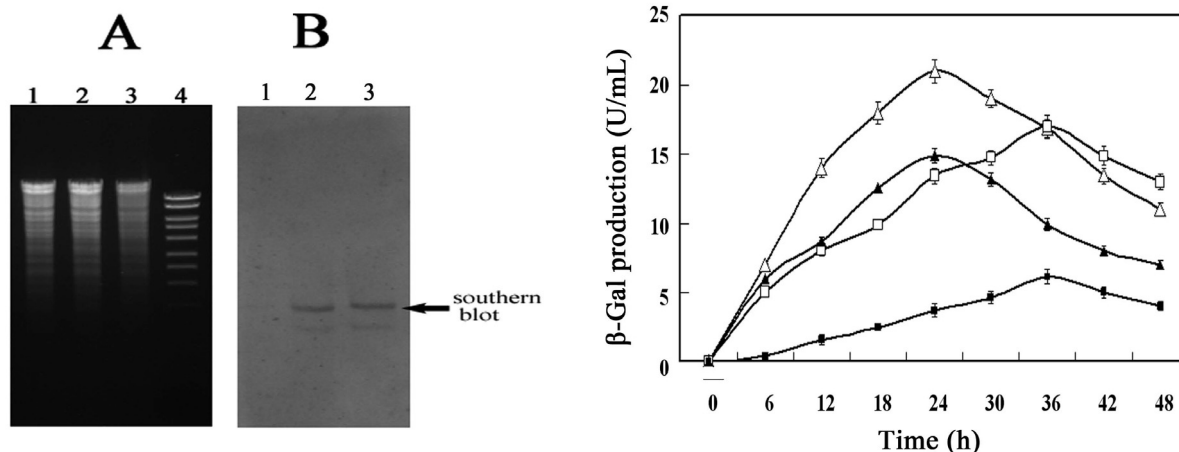 A
B
1 2 3 4
1 2 3
southern
blot
β-Gal production (U/mL)
25
20
15
10
5
0
0 6 12 18 24 30 36 42 48
Time (h)